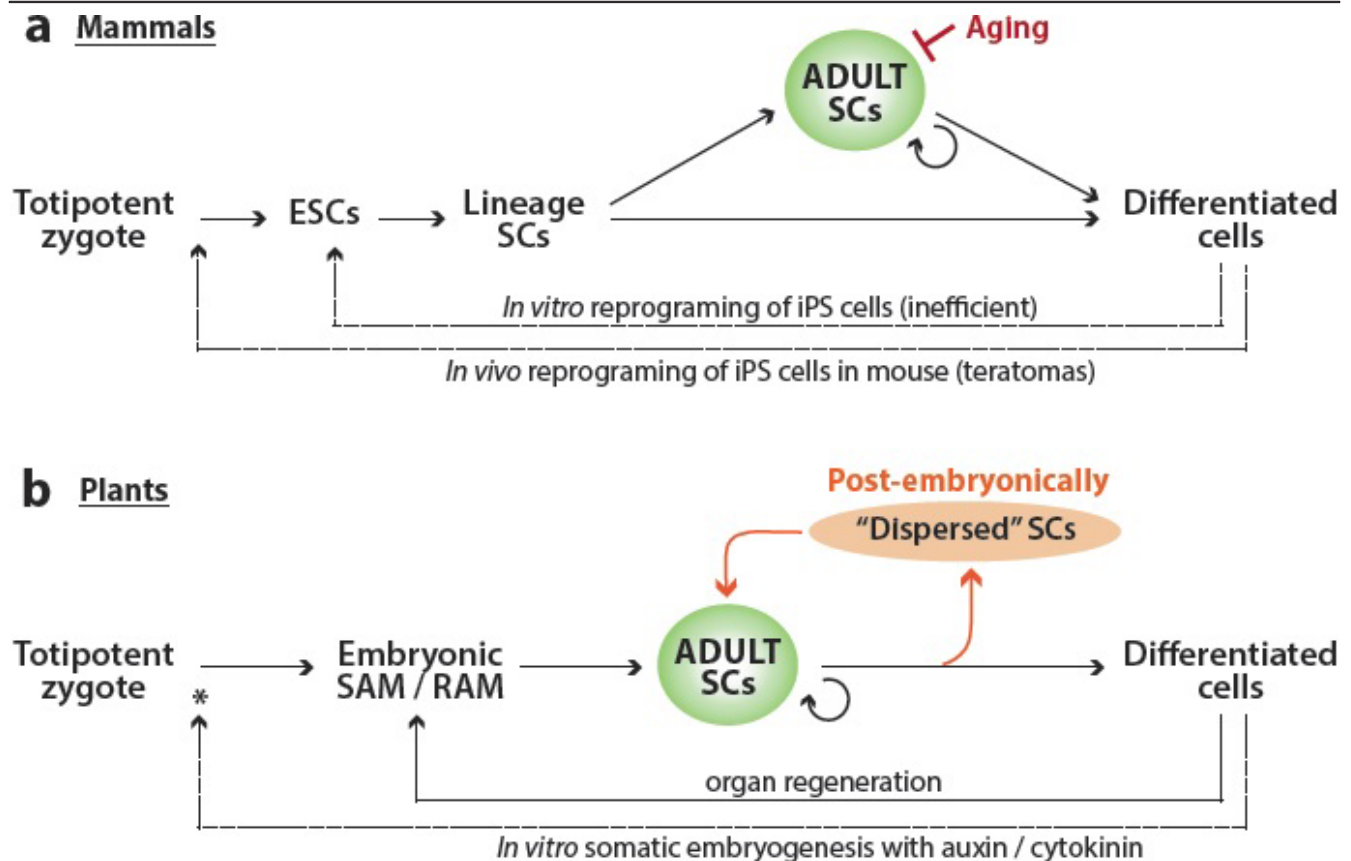 a Mammals
Aging
ADULT
SCs
Totipotent
zygote
ESCs
Lineage
SCs
Differentiated
cells
In vitro reprograming of iPS cells (inefficient)
In vivo reprograming of iPS cells in mouse (teratomas)
b Plants
Post-embryonically
“Dispersed” SCs
Totipotent
zygote
*
Embryonic
SAM / RAM
ADULT
SCs
Differentiated
cells
organ regeneration
In vitro somatic embryogenesis with auxin / cytokinin